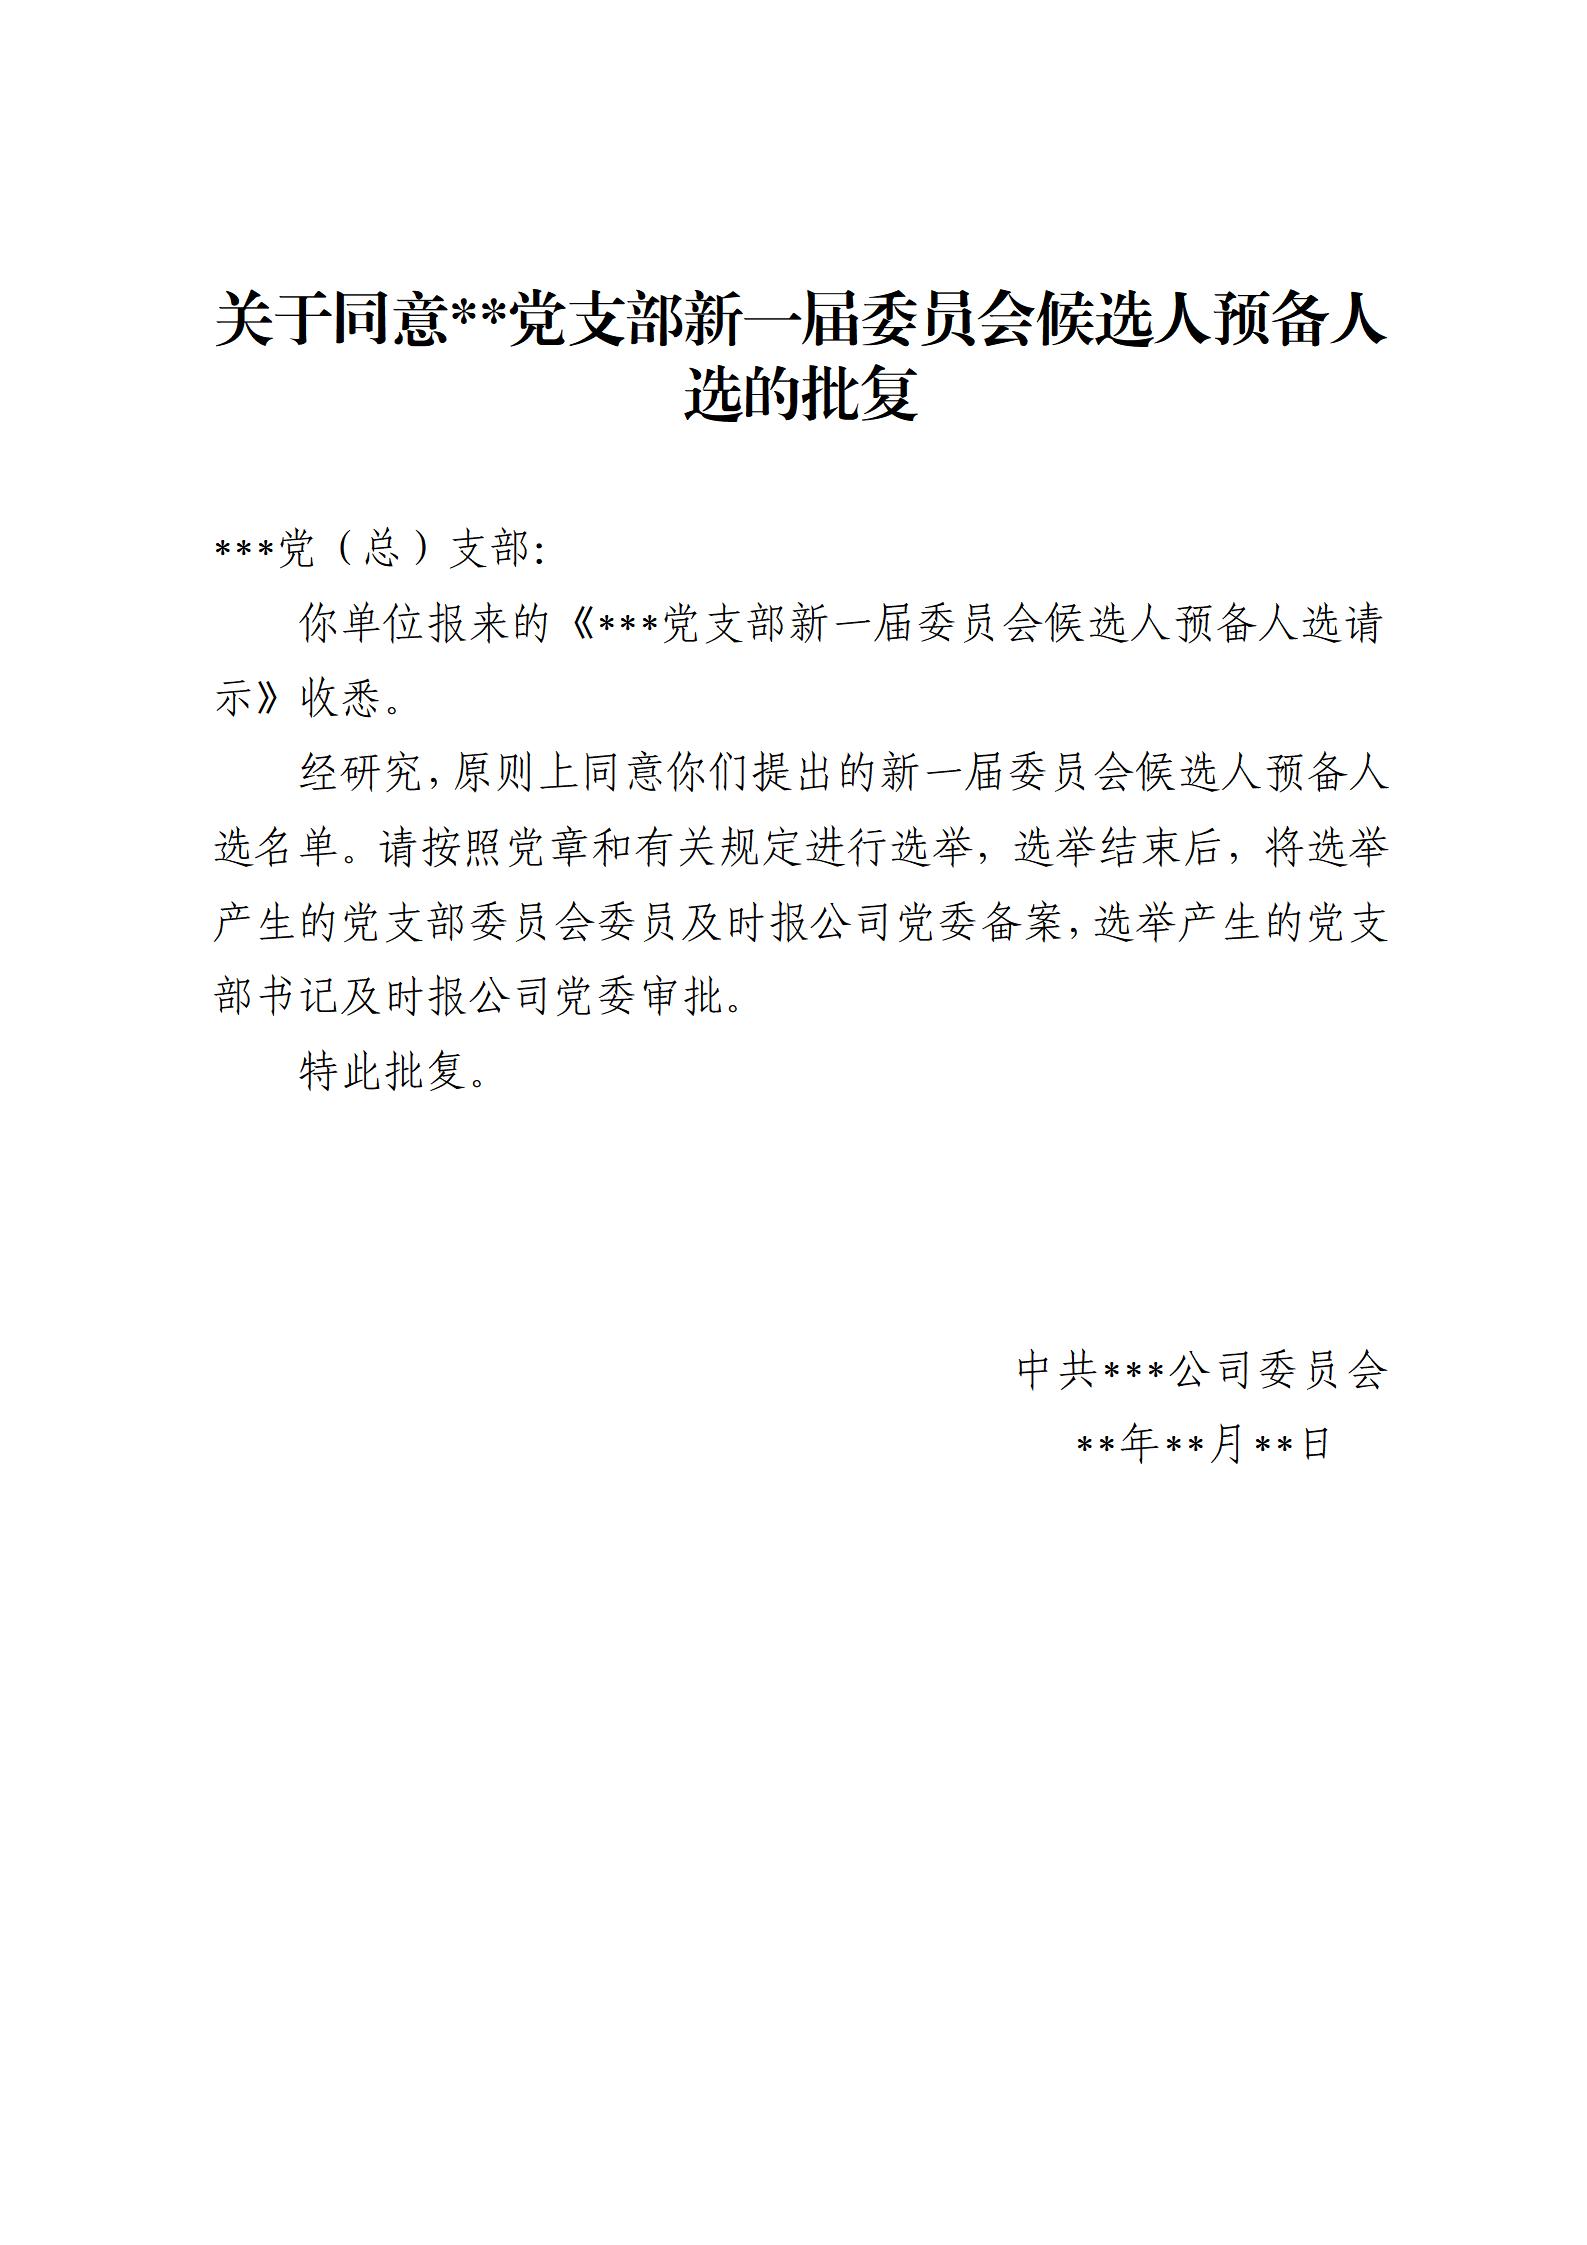 关于同意**党支部新一届委员会候选人预备人
选的批复
***党（总）支部：
你单位报来的《***党支部新一届委员会候选人预备人选请
示》收悉。
经研究，原则上同意你们提出的新一届委员会候选人预备人
选名单。请按照党章和有关规定进行选举，选举结束后，将选举
产生的党支部委员会委员及时报公司党委备案，选举产生的党支
部书记及时报公司党委审批。
特此批复。
中共***公司委员会
**年**月**日